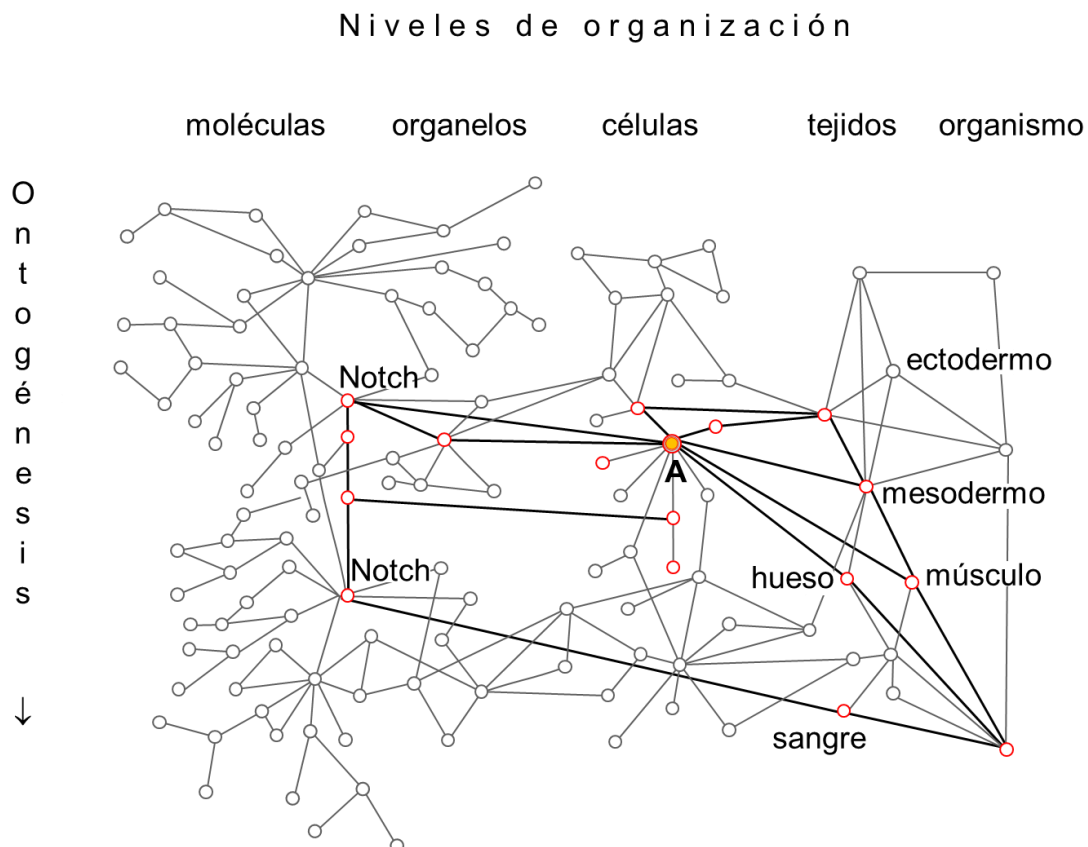 Niveles de organización
moléculas organelos células tejidos organismo
Ontogénesis ↓
ectodermo
Notch
A
mesodermo
Notch
hueso
músculo
sangre